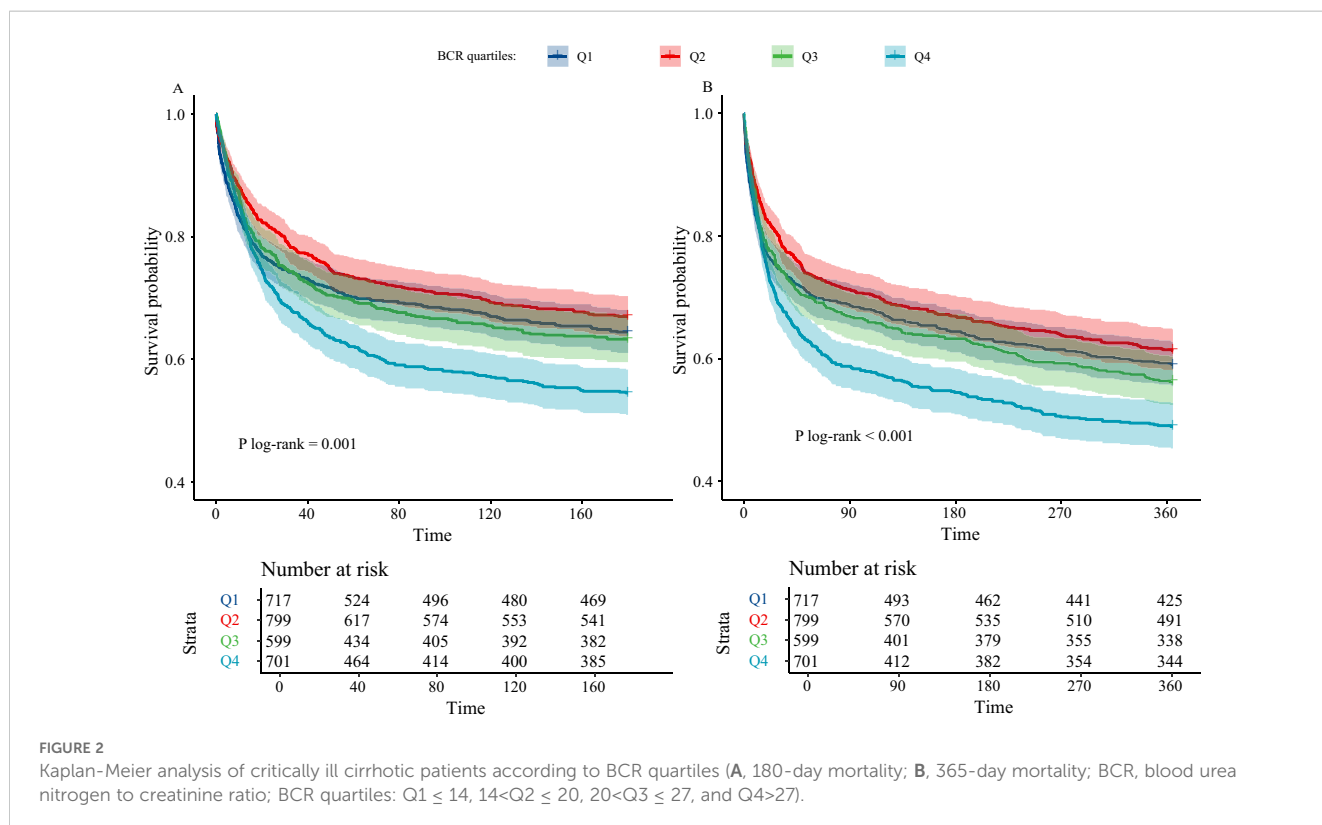 BCR quartiles: Q1 Q2 Q3 Q4
A
1.0
0.8
0.6
0.4
Survival probability
P log-rank = 0.001
0 40 80 120 160
Time
B
1.0
0.8
0.6
0.4
Survival probability
P log-rank < 0.001
0 90 180 270 360
Time
Number at risk
Strata
Q1 717 524 496 480 469
Q2 799 617 574 553 541
Q3 599 434 405 392 382
Q4 701 464 414 400 385
0 40 80 120 160
Time
Number at risk
Strata
Q1 717 493 462 441 425
Q2 799 570 535 510 491
Q3 599 401 379 355 338
Q4 701 412 382 354 344
0 90 180 270 360
Time
FIGURE 2
Kaplan-Meier analysis of critically ill cirrhotic patients according to BCR quartiles (A, 180-day mortality; B, 365-day mortality; BCR, blood urea
nitrogen to creatinine ratio; BCR quartiles: Q1 ≤ 14, 14<Q2 ≤ 20, 20<Q3 ≤ 27, and Q4>27).